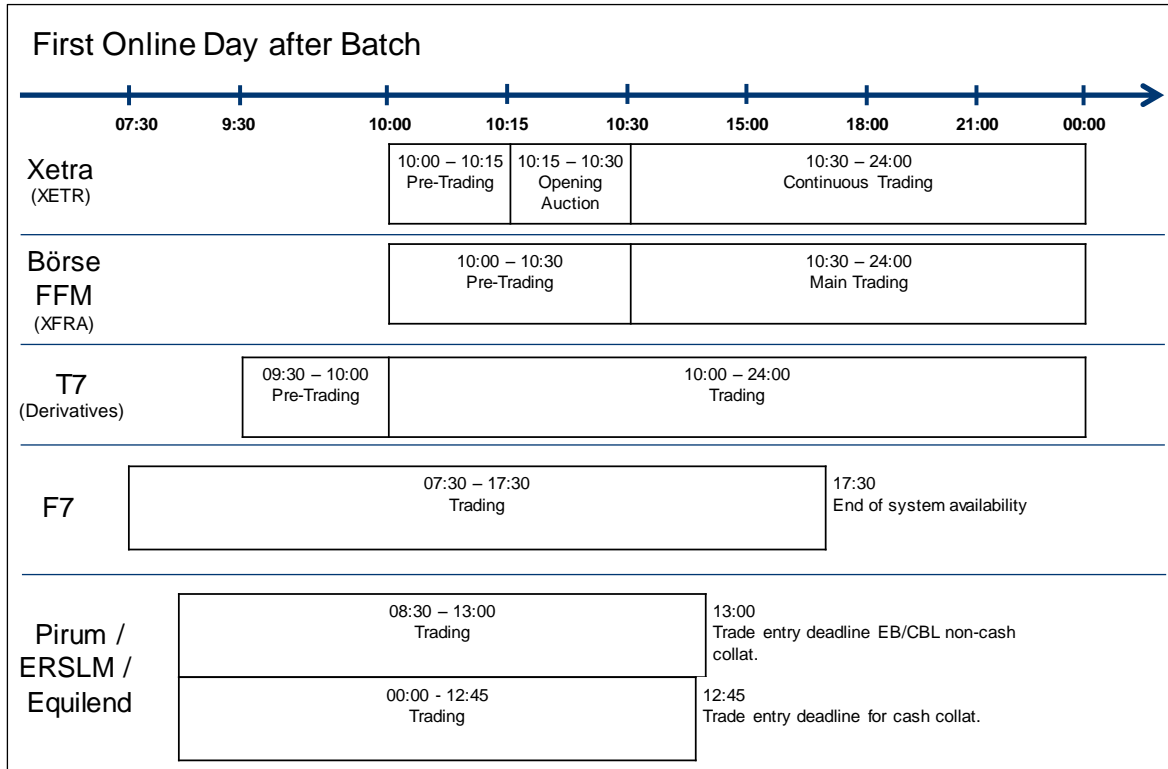 First Online Day after Batch
07:30 9:30 10:00 10:15 10:30 15:00 18:00 21:00 00:00
Xetra
(XETR)
10:00 – 10:15
Pre-Trading
10:15 – 10:30
Opening
Auction
10:30 – 24:00
Continuous Trading
Börse
FFM
(XFRA)
10:00 – 10:30
Pre-Trading
10:30 – 24:00
Main Trading
T7
(Derivatives)
09:30 – 10:00
Pre-Trading
10:00 – 24:00
Trading
F7
07:30 – 17:30
Trading
17:30
End of system availability
Pirum /
ERSLM /
Equilend
08:30 – 13:00
Trading
13:00
Trade entry deadline EB/CBL non-cash
collat.
00:00 - 12:45
Trading
12:45
Trade entry deadline for cash collat.